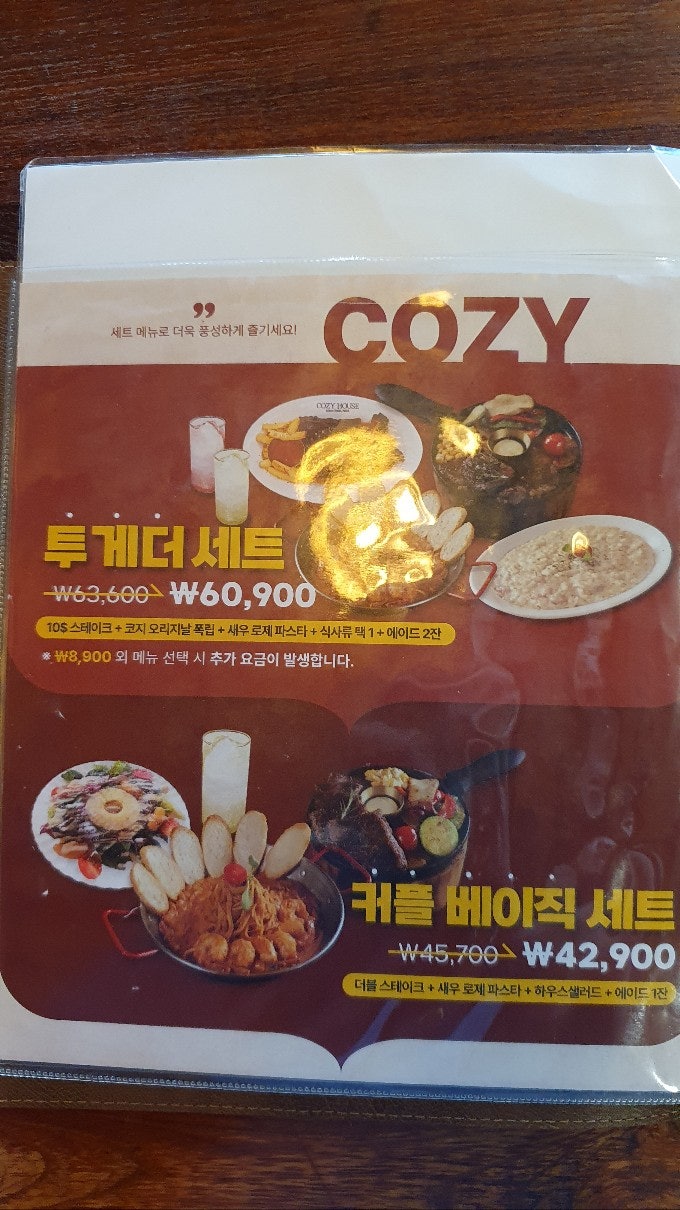 세트 메뉴로 더욱 풍성하게 즐기세요!
COZY
COZY HOUSE
투게더 세트
₩63,600 ₩60,900
10$ 스테이크 + 코지 오리지날 폭립 + 새우 로제 파스타 + 식사류 택 1 + 에이드 2잔
※ ₩8,900 외 메뉴 선택 시 추가 요금이 발생합니다.
커플 베이직 세트
₩45,700 ₩42,900
더블 스테이크 + 새우 로제 파스타 + 하우스샐러드 + 에이드 1잔